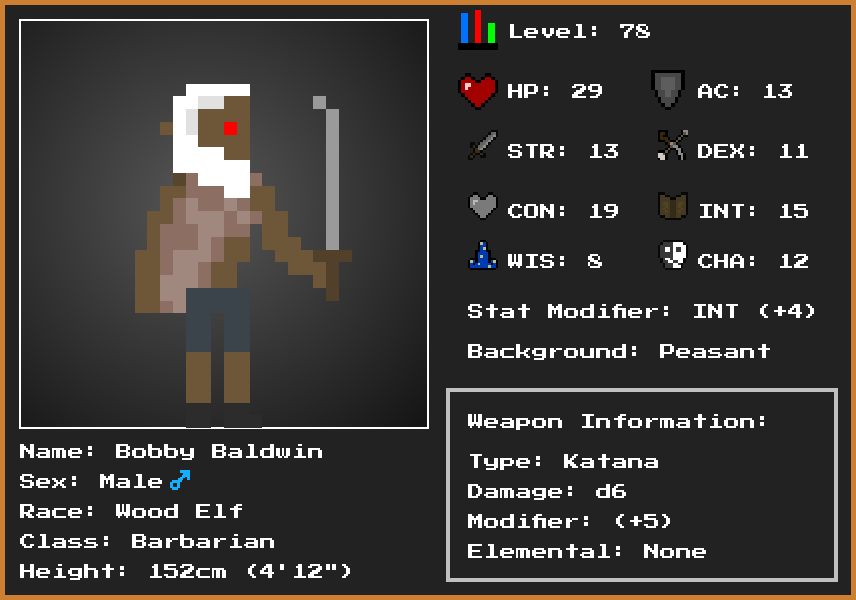 Level: 78
HP: 29
AC: 13
STR: 13
DEX: 11
CON: 19
INT: 15
WIS: 8
CHA: 12
Stat Modifier: INT (+4)
Background: Peasant
Weapon Information:
Type: Katana
Damage: d6
Modifier: (+5)
Elemental: None
Name: Bobby Baldwin
Sex: Male♂
Race: Wood Elf
Class: Barbarian
Height: 152cm (4'12")